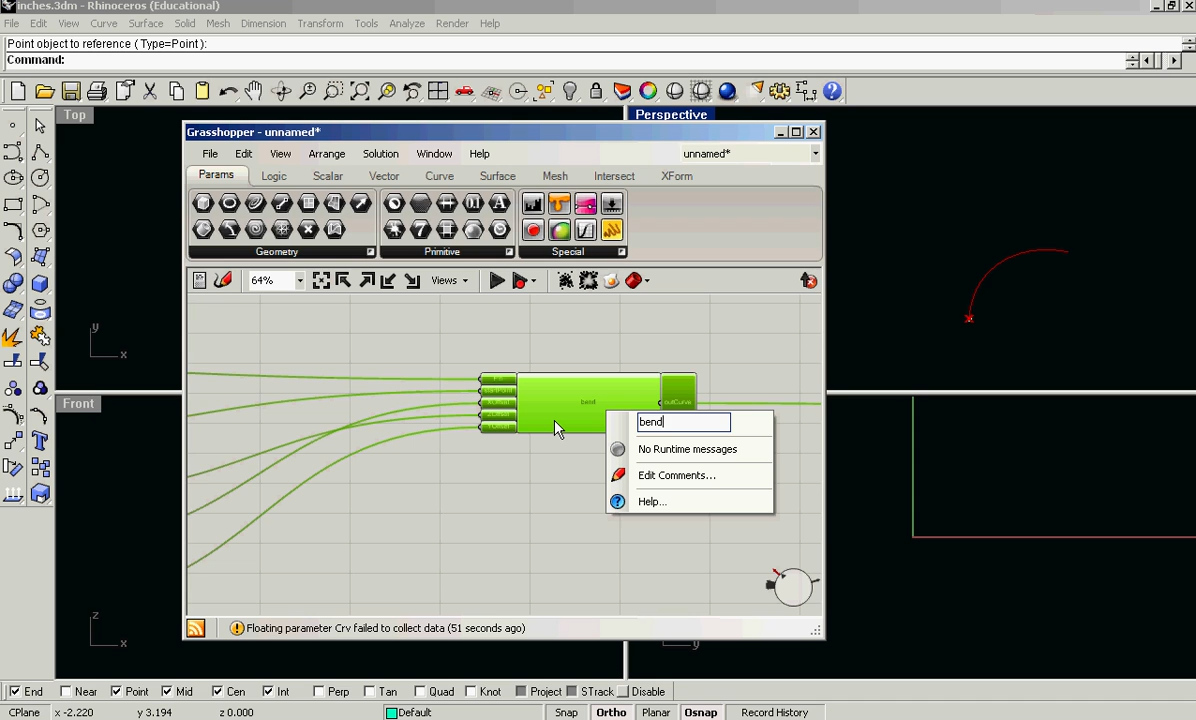 inches.3dm - Rhinoceros (Educational)
File Edit View Curve Surface Solid Mesh Dimension Transform Tools Analyze Render Help
Point object to reference ( Type=Point ):
Command:
Top
Perspective
Grasshopper - unnamed*
File Edit View Arrange Solution Window Help unnamed*
Params Logic Scalar Vector Curve Surface Mesh Intersect XForm
Geometry Primitive Special
64% Views
bend outCurve
bend
No Runtime messages
Edit Comments...
Help...
Floating parameter Crv failed to collect data (51 seconds ago)
y
x
Front
z
x
y
End Near Point Mid Cen Int Perp Tan Quad Knot Project STrack Disable
CPlane x -2.220 y 3.194 z 0.000 Default Snap Ortho Planar Osnap Record History